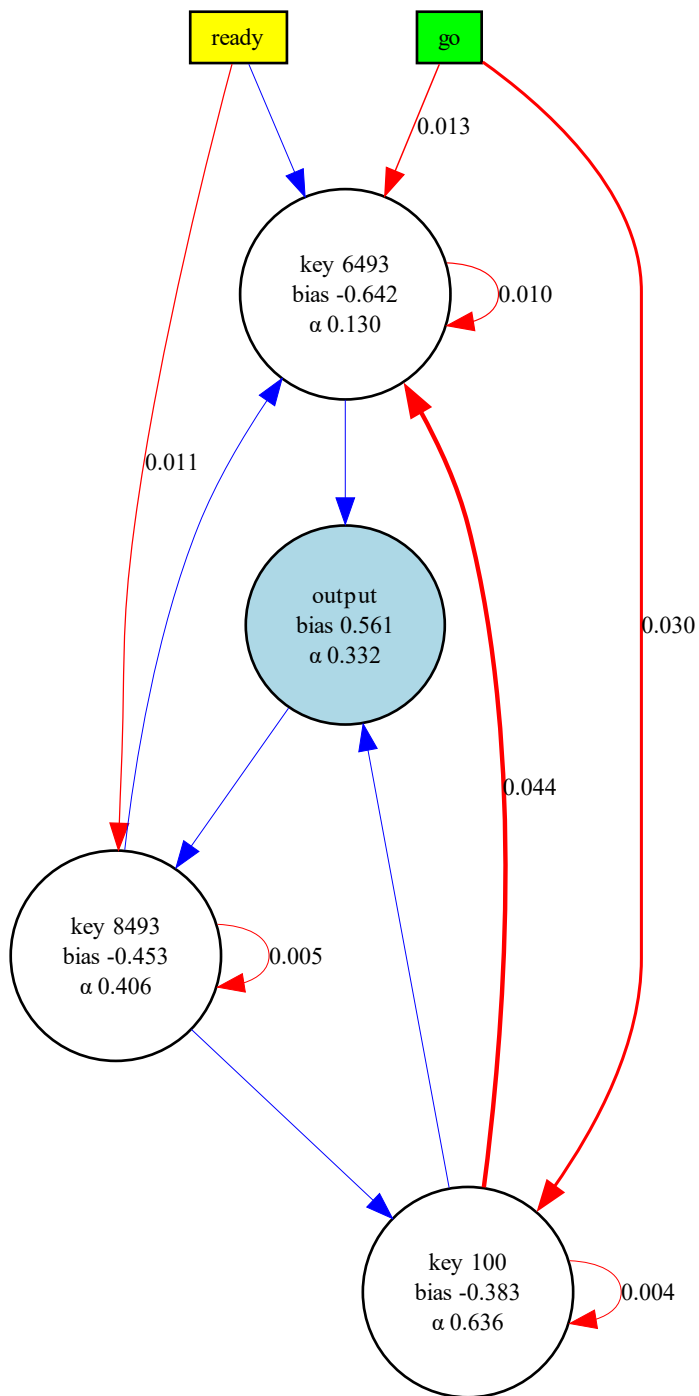 ready
go
0.013
key 6493
bias -0.642
α 0.130
0.010
0.011
output
bias 0.561
α 0.332
0.030
0.044
key 8493
bias -0.453
α 0.406
0.005
key 100
bias -0.383
α 0.636
0.004